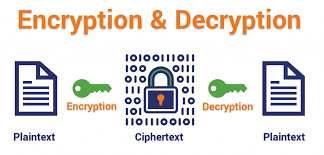 Encryption & Decryption
Encryption
Decryption
Plaintext
Ciphertext
Plaintext